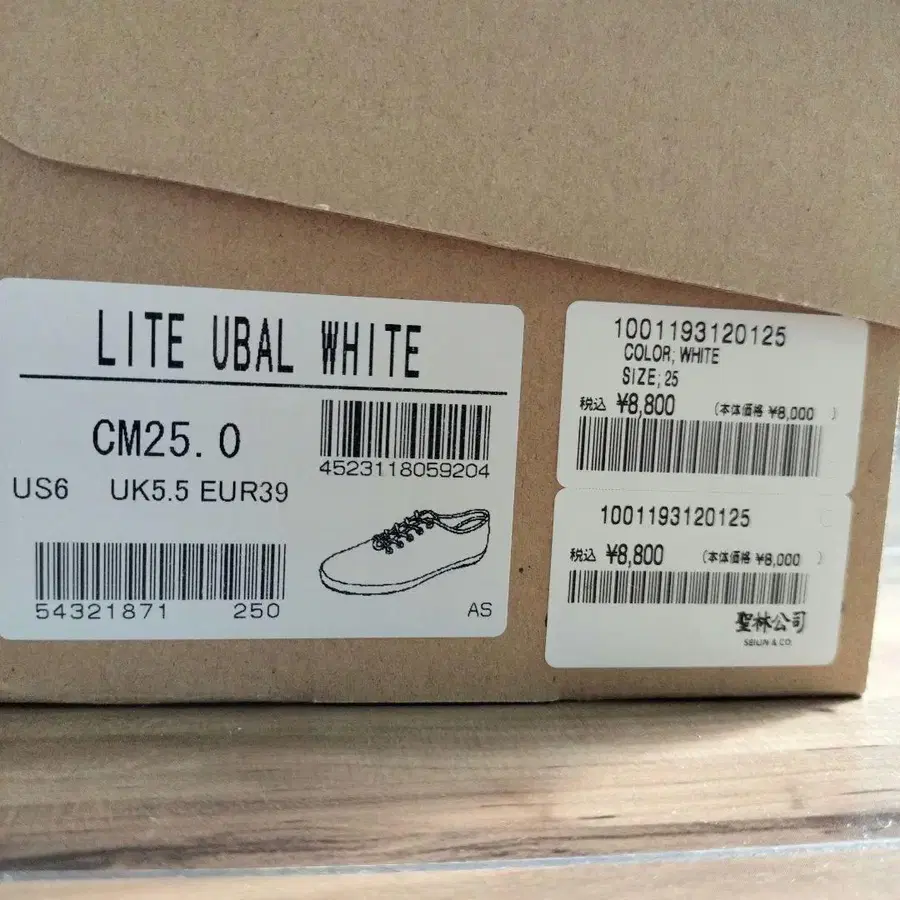 LITE UBAL WHITE
CM25.0
4523118059204
US6 UK5.5 EUR39
54321871 250
AS
1001193120125
COLOR; WHITE
SIZE; 25
税込 ¥8,800 (本体価格 ¥8,000 )
1001193120125
税込 ¥8,800 (本体価格 ¥8,000 )
聖林公司
SEIJIN & CO.